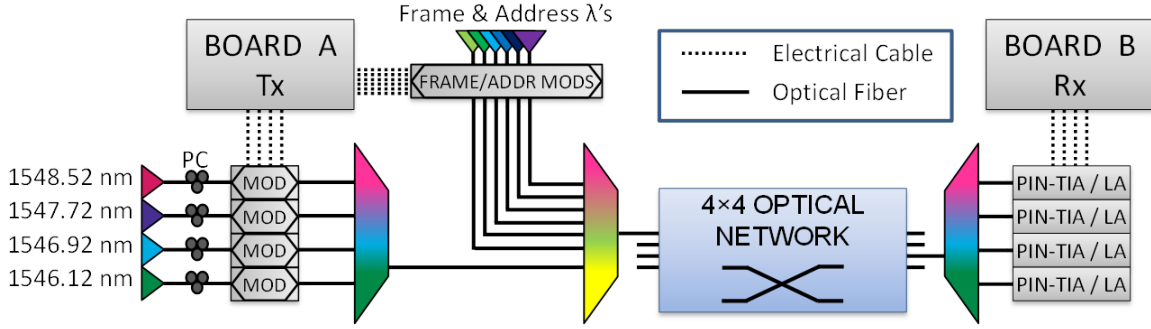 Frame & Address λ's
BOARD A
Tx
FRAME/ADDR MODS
Electrical Cable
Optical Fiber
BOARD B
Rx
PC
1548.52 nm
MOD
PIN-TIA / LA
1547.72 nm
MOD
PIN-TIA / LA
1546.92 nm
MOD
PIN-TIA / LA
1546.12 nm
MOD
PIN-TIA / LA
4×4 OPTICAL
NETWORK